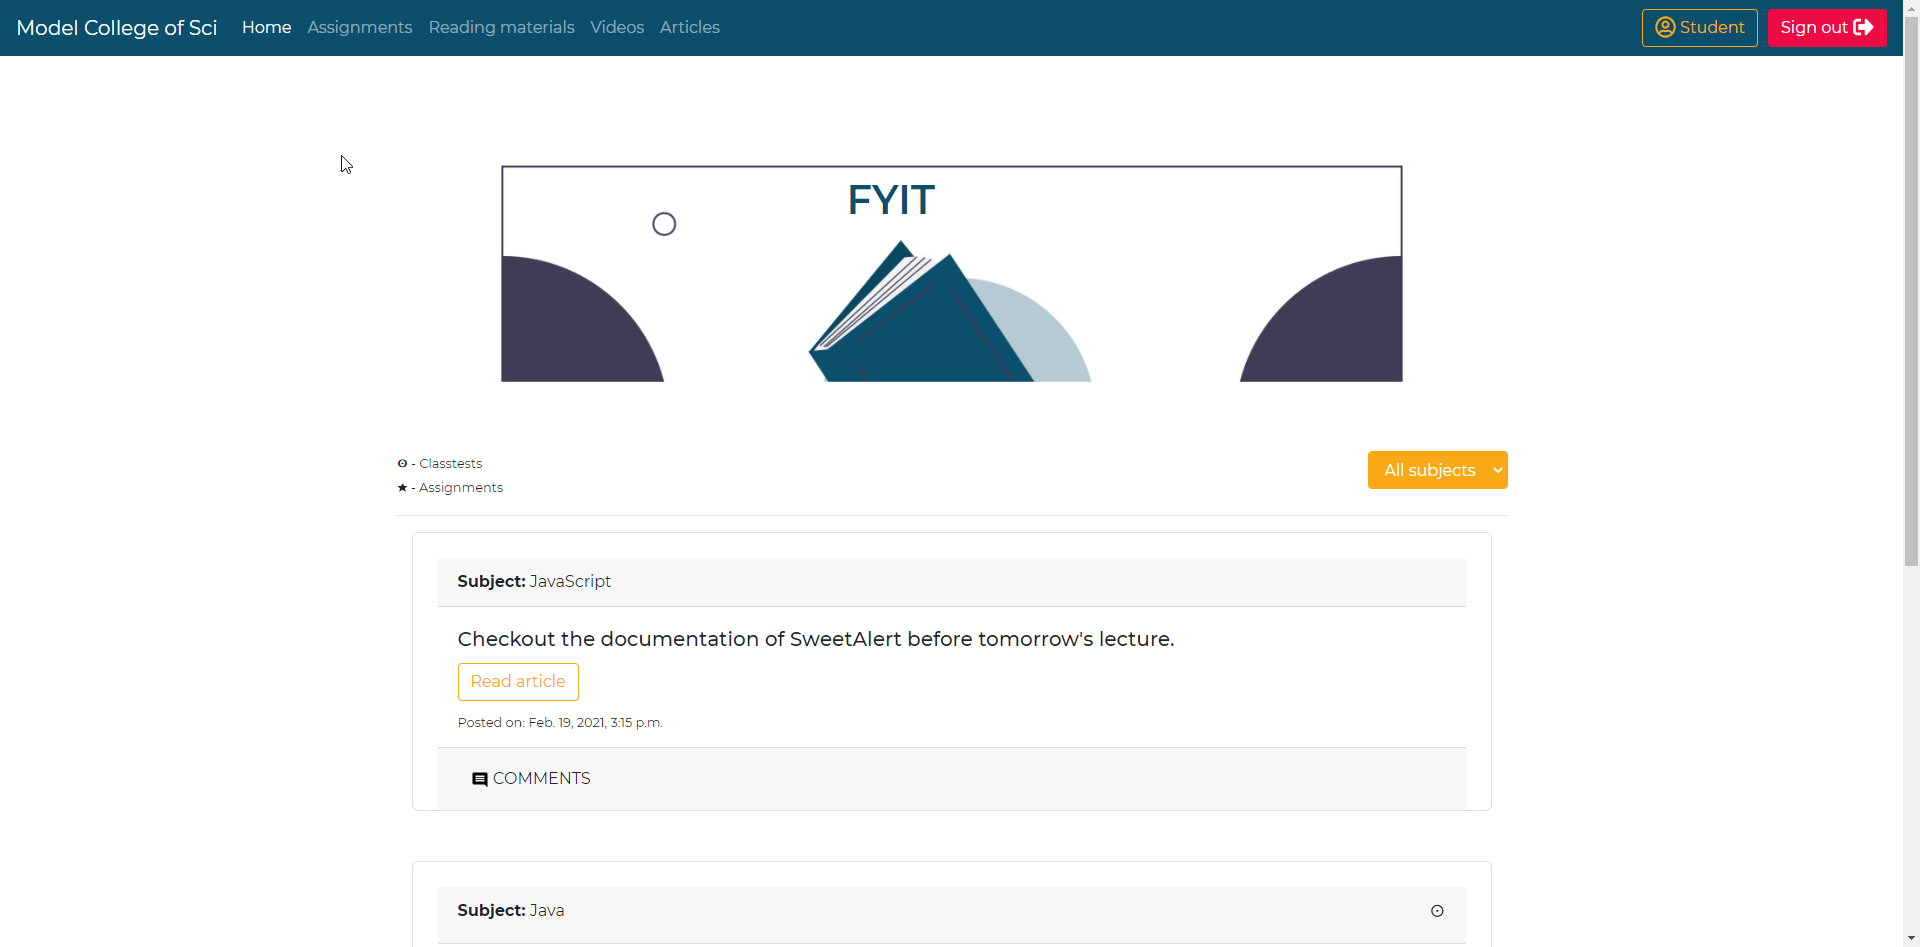 Model College of Sci Home Assignments Reading materials Videos Articles Student Sign out
FYIT
- Classtests
All subjects
★ - Assignments
Subject: JavaScript
Checkout the documentation of SweetAlert before tomorrow's lecture.
Read article
Posted on: Feb. 19, 2021, 3:15 p.m.
COMMENTS
Subject: Java